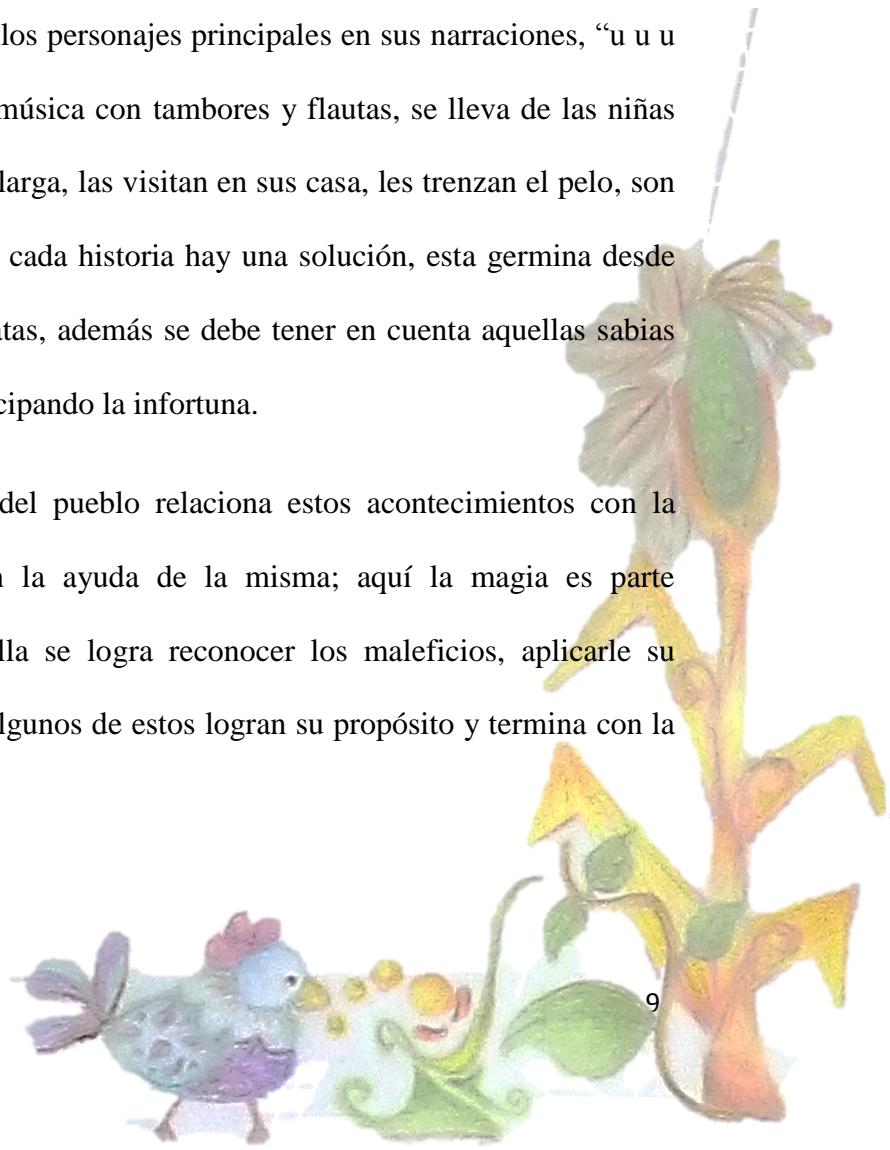 los personajes principales en sus narraciones, “u u u
música con tambores y flautas, se lleva de las niñas
larga, las visitan en sus casa, les trenzan el pelo, son
cada historia hay una solución, esta germina desde
además se debe tener en cuenta aquellas sabias
la infortuna.
del pueblo relaciona estos acontecimientos con la
la ayuda de la misma; aquí la magia es parte
se logra reconocer los maleficios, aplicarle su
algunos de estos logran su propósito y termina con la
9